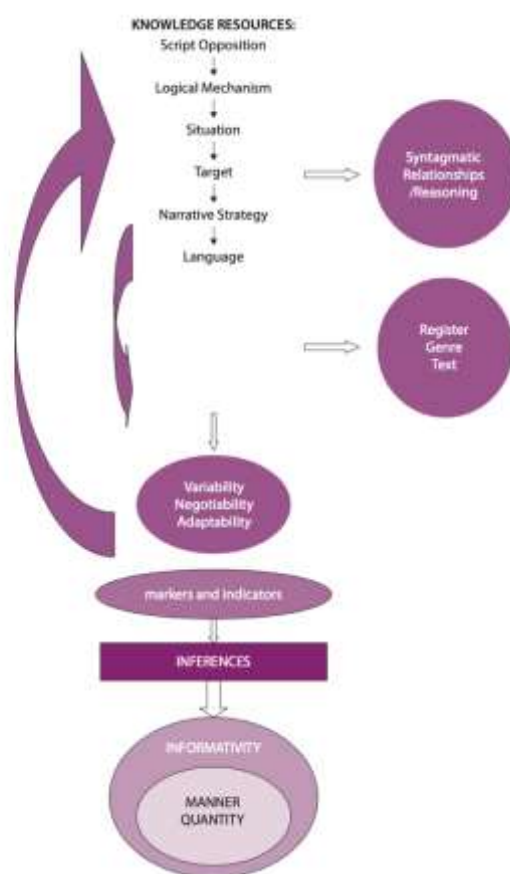 KNOWLEDGE RESOURCES:
Script Opposition
Logical Mechanism
Situation
Target
Narrative Strategy
Language
Syntagmatic
Relationships
/Reasoning
Register
Genre
Text
Variability
Negotiability
Adaptability
markers and indicators
INFERENCES
INFORMATIVITY
MANNER
QUANTITY